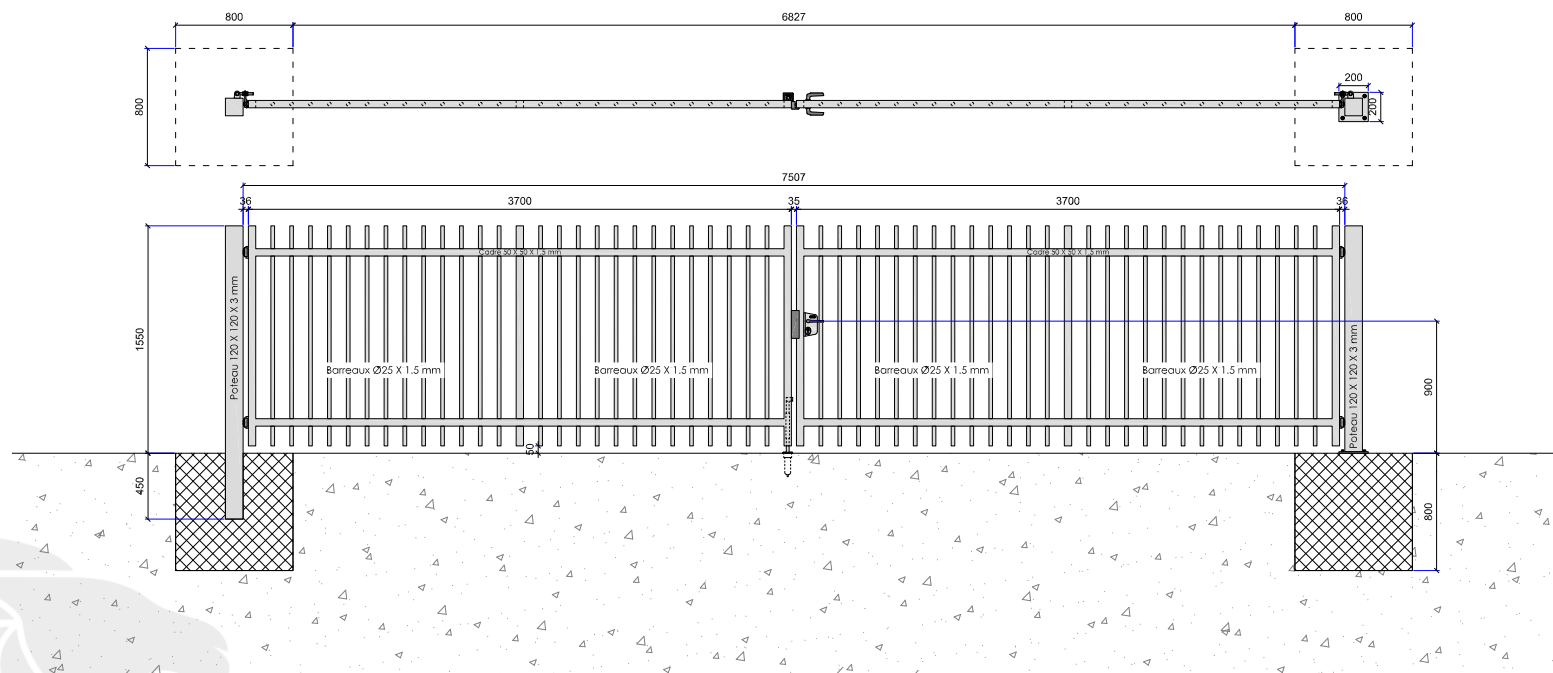 800
6827
800
800
200
200
7507
36
3700
35
3700
36
Cadre 50 X 50 X 1.5 mm
Cadre 50 X 50 X 1.5 mm
1550
Poteau 120 X 120 X 3 mm
Barreaux Ø25 X 1.5 mm
Barreaux Ø25 X 1.5 mm
Barreaux Ø25 X 1.5 mm
Barreaux Ø25 X 1.5 mm
Poteau 120 X 120 X 3 mm
900
50
450
800